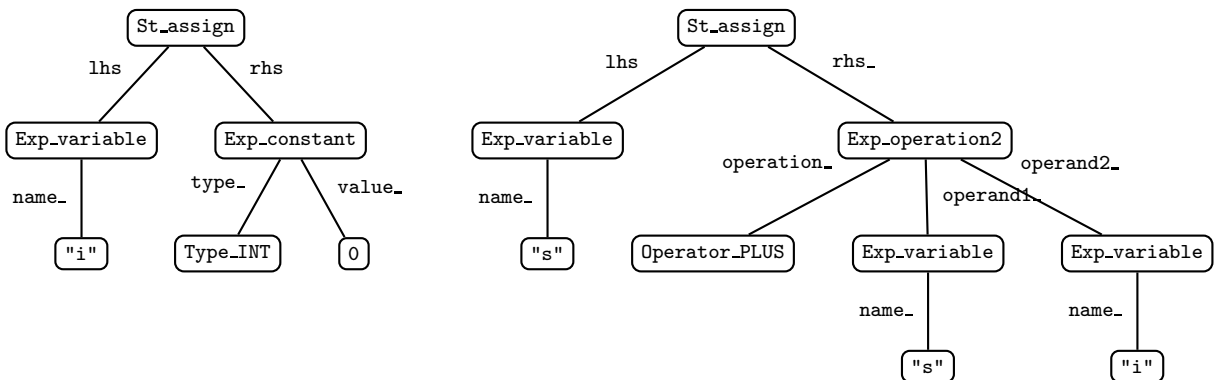 St_assign St_assign
lhs rhs lhs rhs_
Exp_variable Exp_constant Exp_variable Exp_operation2
name_ type_ value_ name_ operation_ operand1_ operand2_
"i" Type_INT 0 "s" Operator_PLUS Exp_variable Exp_variable
name_ name_
"s" "i"